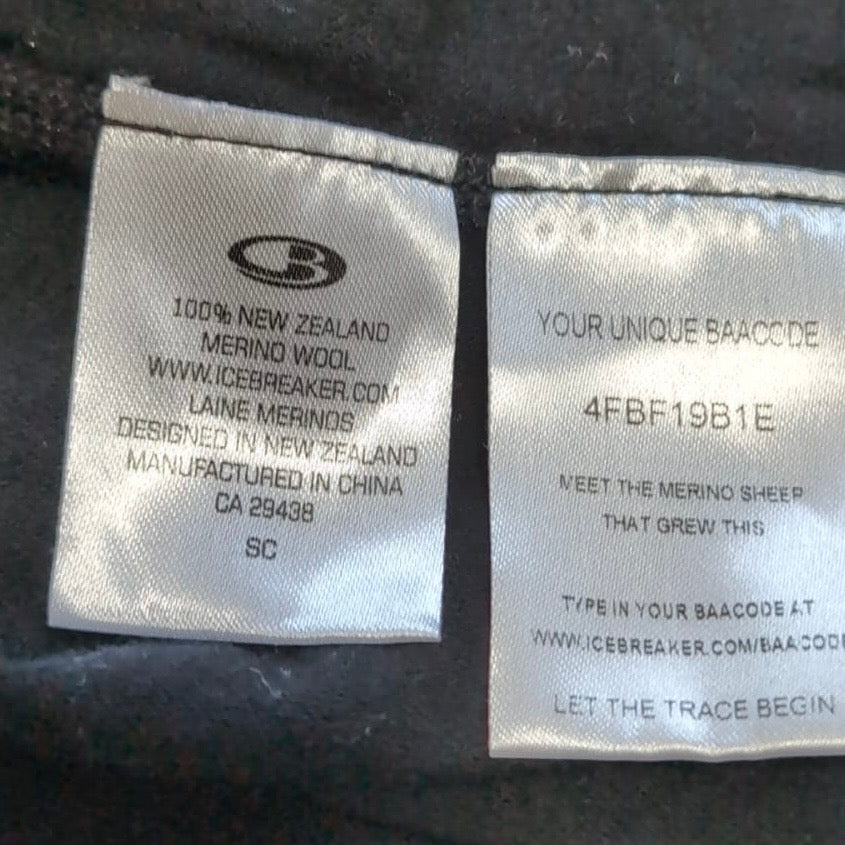 100% NEW ZEALAND
MERINO WOOL
WWW.ICEBREAKER.COM
LAINE MERINOS
DESIGNED IN NEW ZEALAND
MANUFACTURED IN CHINA
CA 29438
SC
YOUR UNIQUE BAACODE
4FBF19B1E
MEET THE MERINO SHEEP
THAT GREW THIS
TYPE IN YOUR BAACODE AT
WWW.ICEBREAKER.COM/BAACODE
LET THE TRACE BEGIN